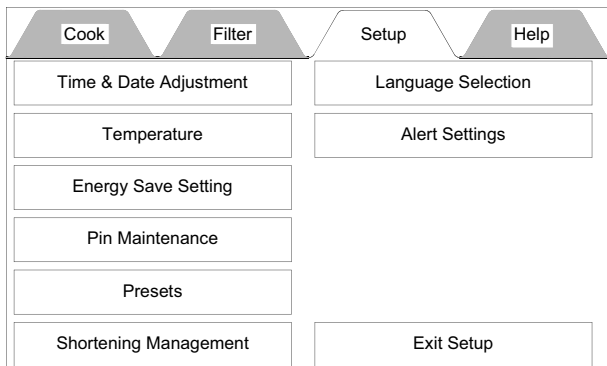 Cook
Filter
Setup
Help
Time & Date Adjustment
Language Selection
Temperature
Alert Settings
Energy Save Setting
Pin Maintenance
Presets
Shortening Management
Exit Setup